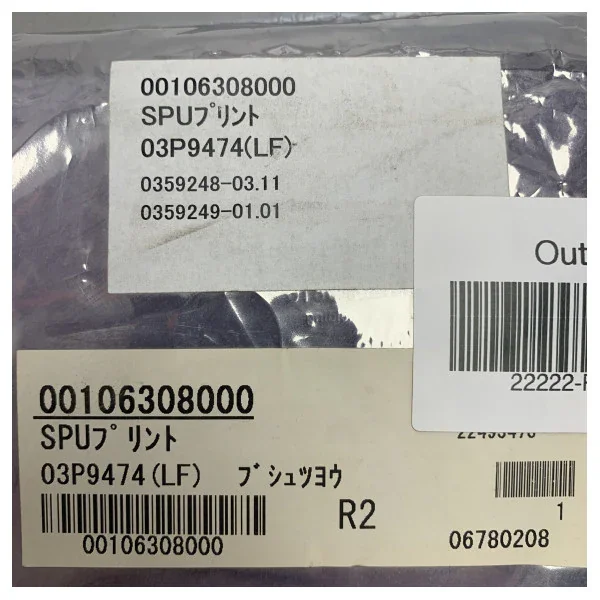 00106308000
SPUﾌﾟﾘﾝﾄ
03P9474(LF)
0359248-03.11
0359249-01.01
Out
22222-F
00106308000
SPUﾌﾟﾘﾝﾄ
03P9474(LF) ﾌﾞｼｭﾂﾖｳ
00106308000
R2
1
06780208